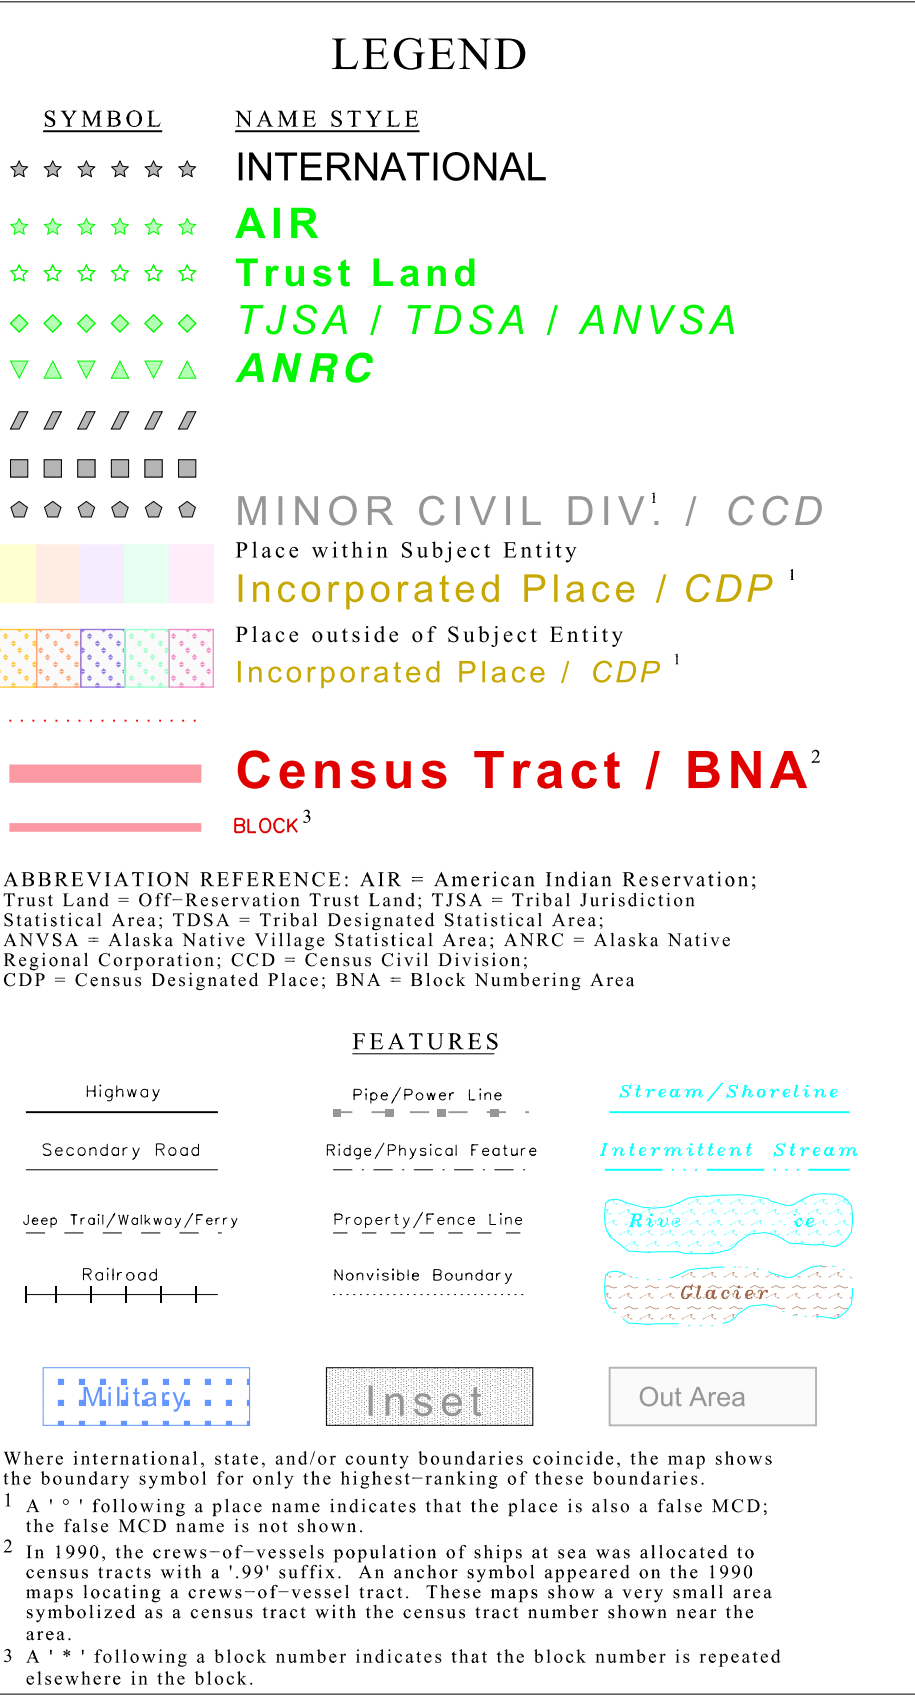 LEGEND
SYMBOL NAME STYLE
INTERNATIONAL
AIR
Trust Land
TJSA / TDSA / ANVSA
ANRC
MINOR CIVIL DIV.¹ / CCD
Place within Subject Entity
Incorporated Place / CDP ¹
Place outside of Subject Entity
Incorporated Place / CDP ¹
Census Tract / BNA²
BLOCK³
ABBREVIATION REFERENCE: AIR = American Indian Reservation;
Trust Land = Off−Reservation Trust Land; TJSA = Tribal Jurisdiction
Statistical Area; TDSA = Tribal Designated Statistical Area;
ANVSA = Alaska Native Village Statistical Area; ANRC = Alaska Native
Regional Corporation; CCD = Census Civil Division;
CDP = Census Designated Place; BNA = Block Numbering Area
FEATURES
Highway Pipe/Power Line Stream/Shoreline
Secondary Road Ridge/Physical Feature Intermittent Stream
Jeep Trail/Walkway/Ferry Property/Fence Line Rive ce
Railroad Nonvisible Boundary Glacier
Military Inset Out Area
Where international, state, and/or county boundaries coincide, the map shows
the boundary symbol for only the highest−ranking of these boundaries.
1 A ' ° ' following a place name indicates that the place is also a false MCD;
the false MCD name is not shown.
2 In 1990, the crews−of−vessels population of ships at sea was allocated to
census tracts with a '.99' suffix. An anchor symbol appeared on the 1990
maps locating a crews−of−vessel tract. These maps show a very small area
symbolized as a census tract with the census tract number shown near the
area.
3 A ' * ' following a block number indicates that the block number is repeated
elsewhere in the block.